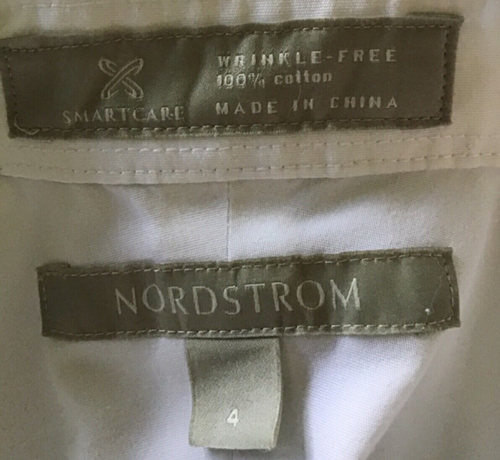 SMARTCARE
WRINKLE-FREE
100% cotton
MADE IN CHINA
NORDSTROM
4